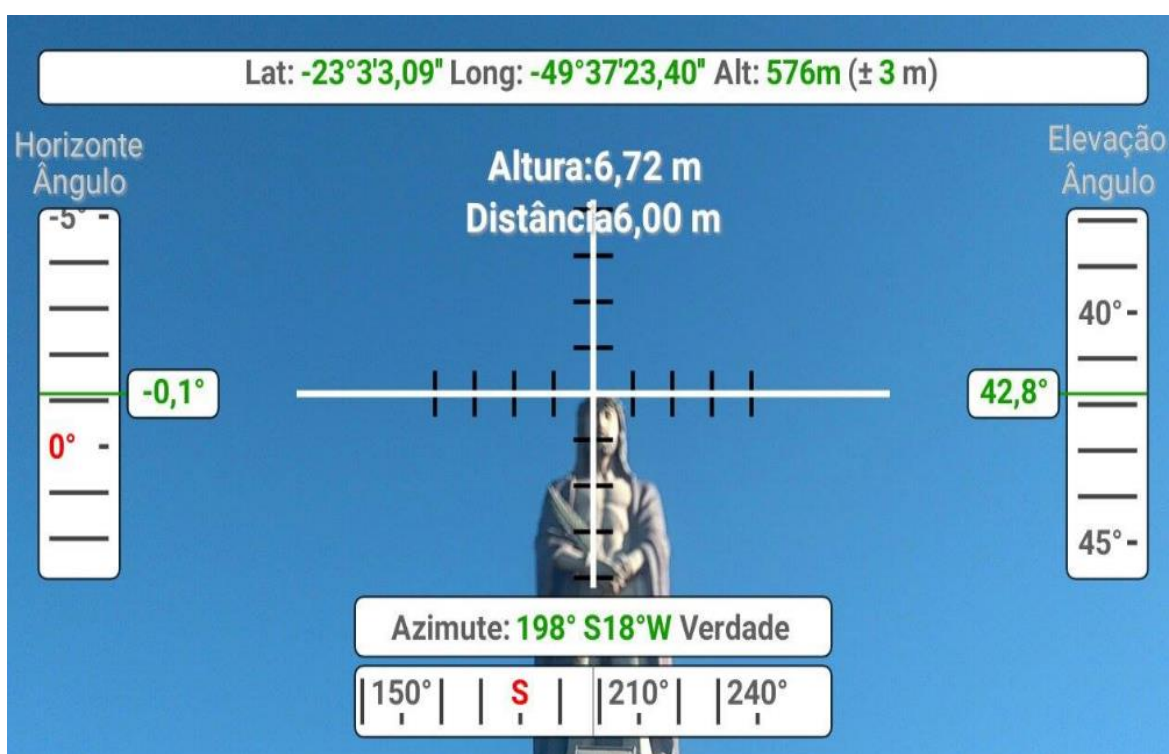 Lat: -23°3'3,09" Long: -49°37'23,40" Alt: 576m (± 3 m)
Horizonte
Ângulo
Elevação
Ângulo
Altura:6,72 m
Distância6,00 m
-5°
40°
-0,1°
42,8°
0°
45°
Azimute: 198° S18°W Verdade
150° S 210° 240°